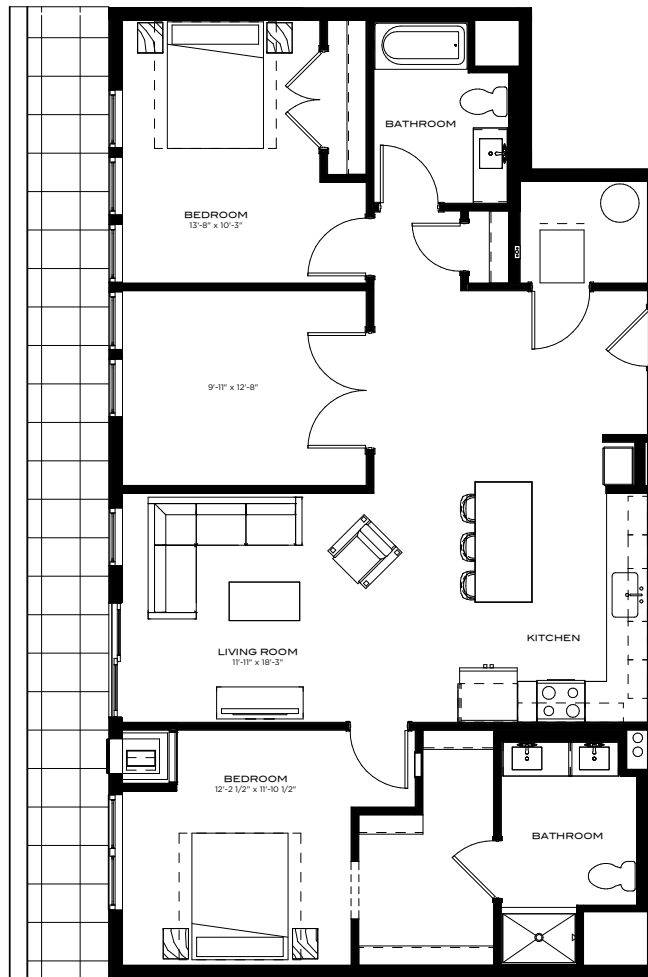 BATHROOM
BEDROOM
13'-8" x 10'-3"
9'-11" x 12'-8"
KITCHEN
LIVING ROOM
11'-11" x 18'-3"
BEDROOM
12'-2 1/2" x 11'-10 1/2"
BATHROOM